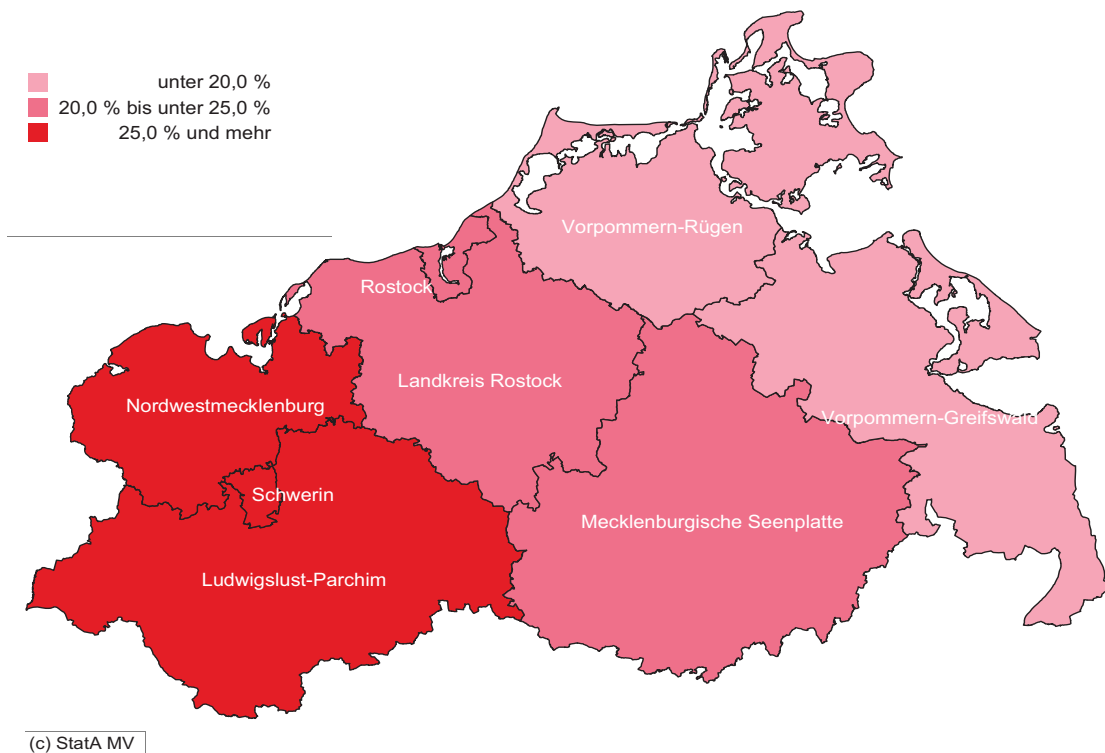 unter 20,0 %
20,0 % bis unter 25,0 %
25,0 % und mehr
Vorpommern-Rügen
Rostock
Landkreis Rostock
Nordwestmecklenburg
Vorpommern-Greifswald
Schwerin
Mecklenburgische Seenplatte
Ludwigslust-Parchim
(c) StatA MV